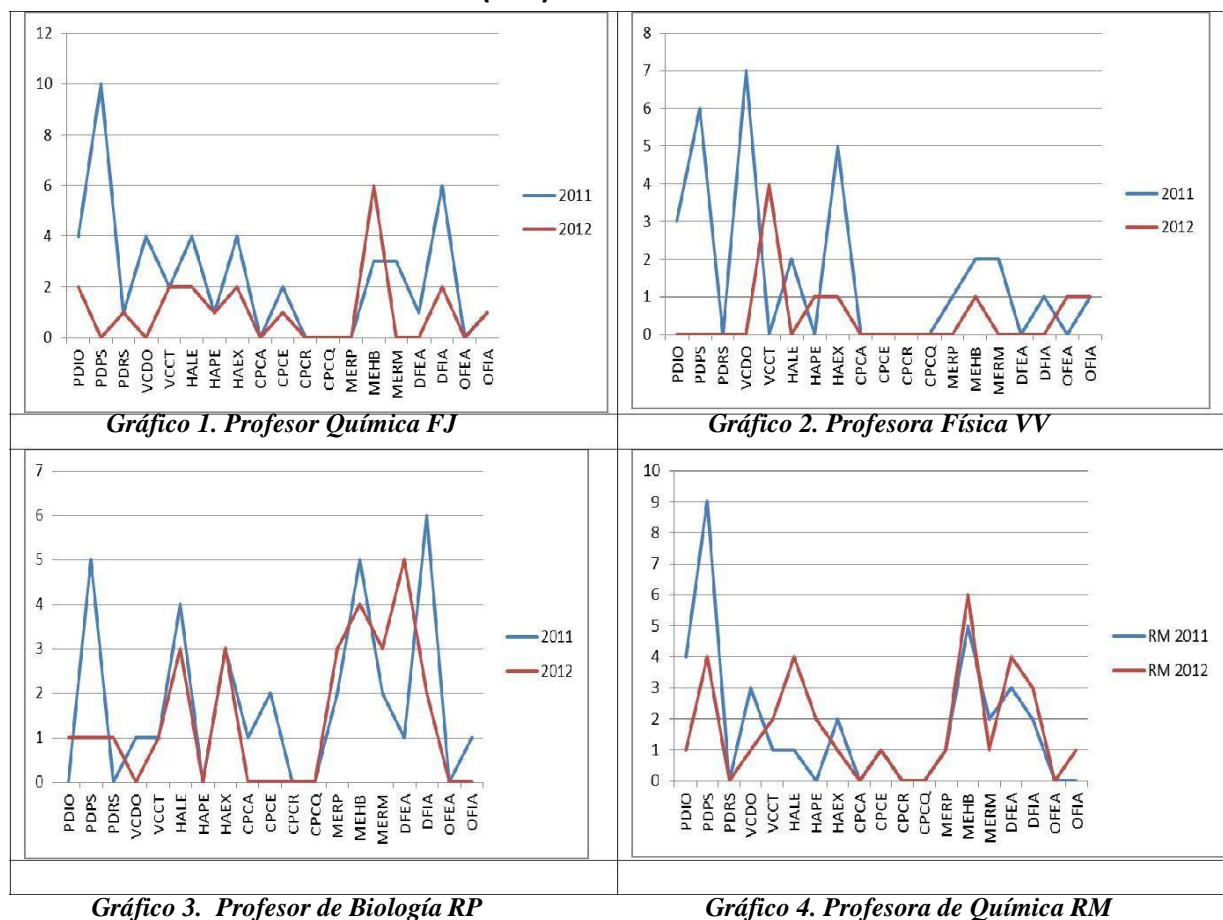 12
10
8
6
4
2
0
PDIO
PDPS
PDRS
VCDO
VCCT
HALE
HAPE
HAEX
CPCA
CPCE
CPCR
CPCQ
MERP
MEHB
MERM
DFEA
DFIA
OFEA
OFIA
2011
2012
Gráfico 1. Profesor Química FJ
8
7
6
5
4
3
2
1
0
PDIO
PDPS
PDRS
VCDO
VCCT
HALE
HAPE
HAEX
CPCA
CPCE
CPCR
CPCQ
MERP
MEHB
MERM
DFEA
DFIA
OFEA
OFIA
2011
2012
Gráfico 2. Profesora Física VV
7
6
5
4
3
2
1
0
PDIO
PDPS
PDRS
VCDO
VCCT
HALE
HAPE
HAEX
CPCA
CPCE
CPCR
CPCQ
MERP
MEHB
MERM
DFEA
DFIA
OFEA
OFIA
2011
2012
Gráfico 3. Profesor de Biología RP
10
9
8
7
6
5
4
3
2
1
0
PDIO
PDPS
PDRS
VCDO
VCCT
HALE
HAPE
HAEX
CPCA
CPCE
CPCR
CPCQ
MERP
MEHB
MERM
DFEA
DFIA
OFEA
OFIA
RM 2011
RM 2012
Gráfico 4. Profesora de Química RM